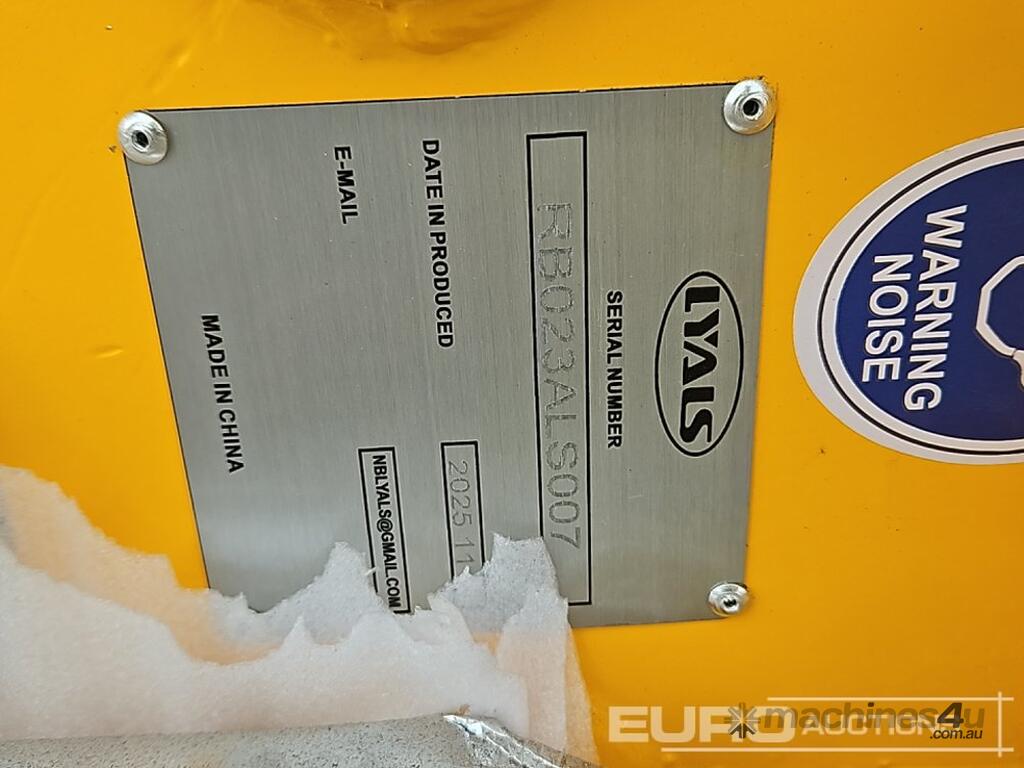 LYALS
SERIAL NUMBER
RB023ALS007
DATE IN PRODUCED
2025 11
E-MAIL
NBLYALS@GMAIL.COM
MADE IN CHINA
WARNING
NOISE
EURO AUCTIONS
machines4u
.com.au